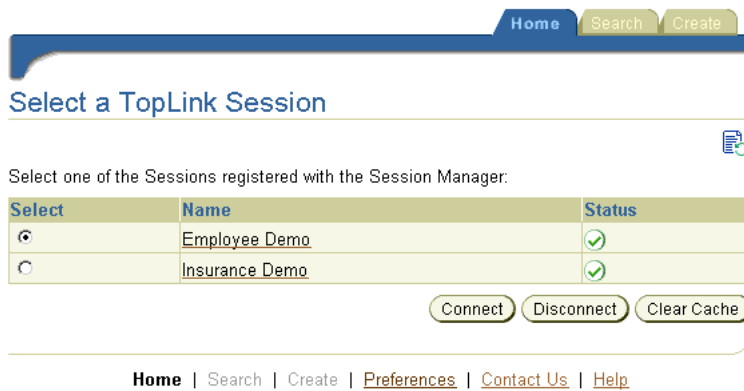 Home Search Create
Select a TopLink Session
Select one of the Sessions registered with the Session Manager:
Select Name Status
Employee Demo
Insurance Demo
Connect Disconnect Clear Cache
Home | Search | Create | Preferences | Contact Us | Help